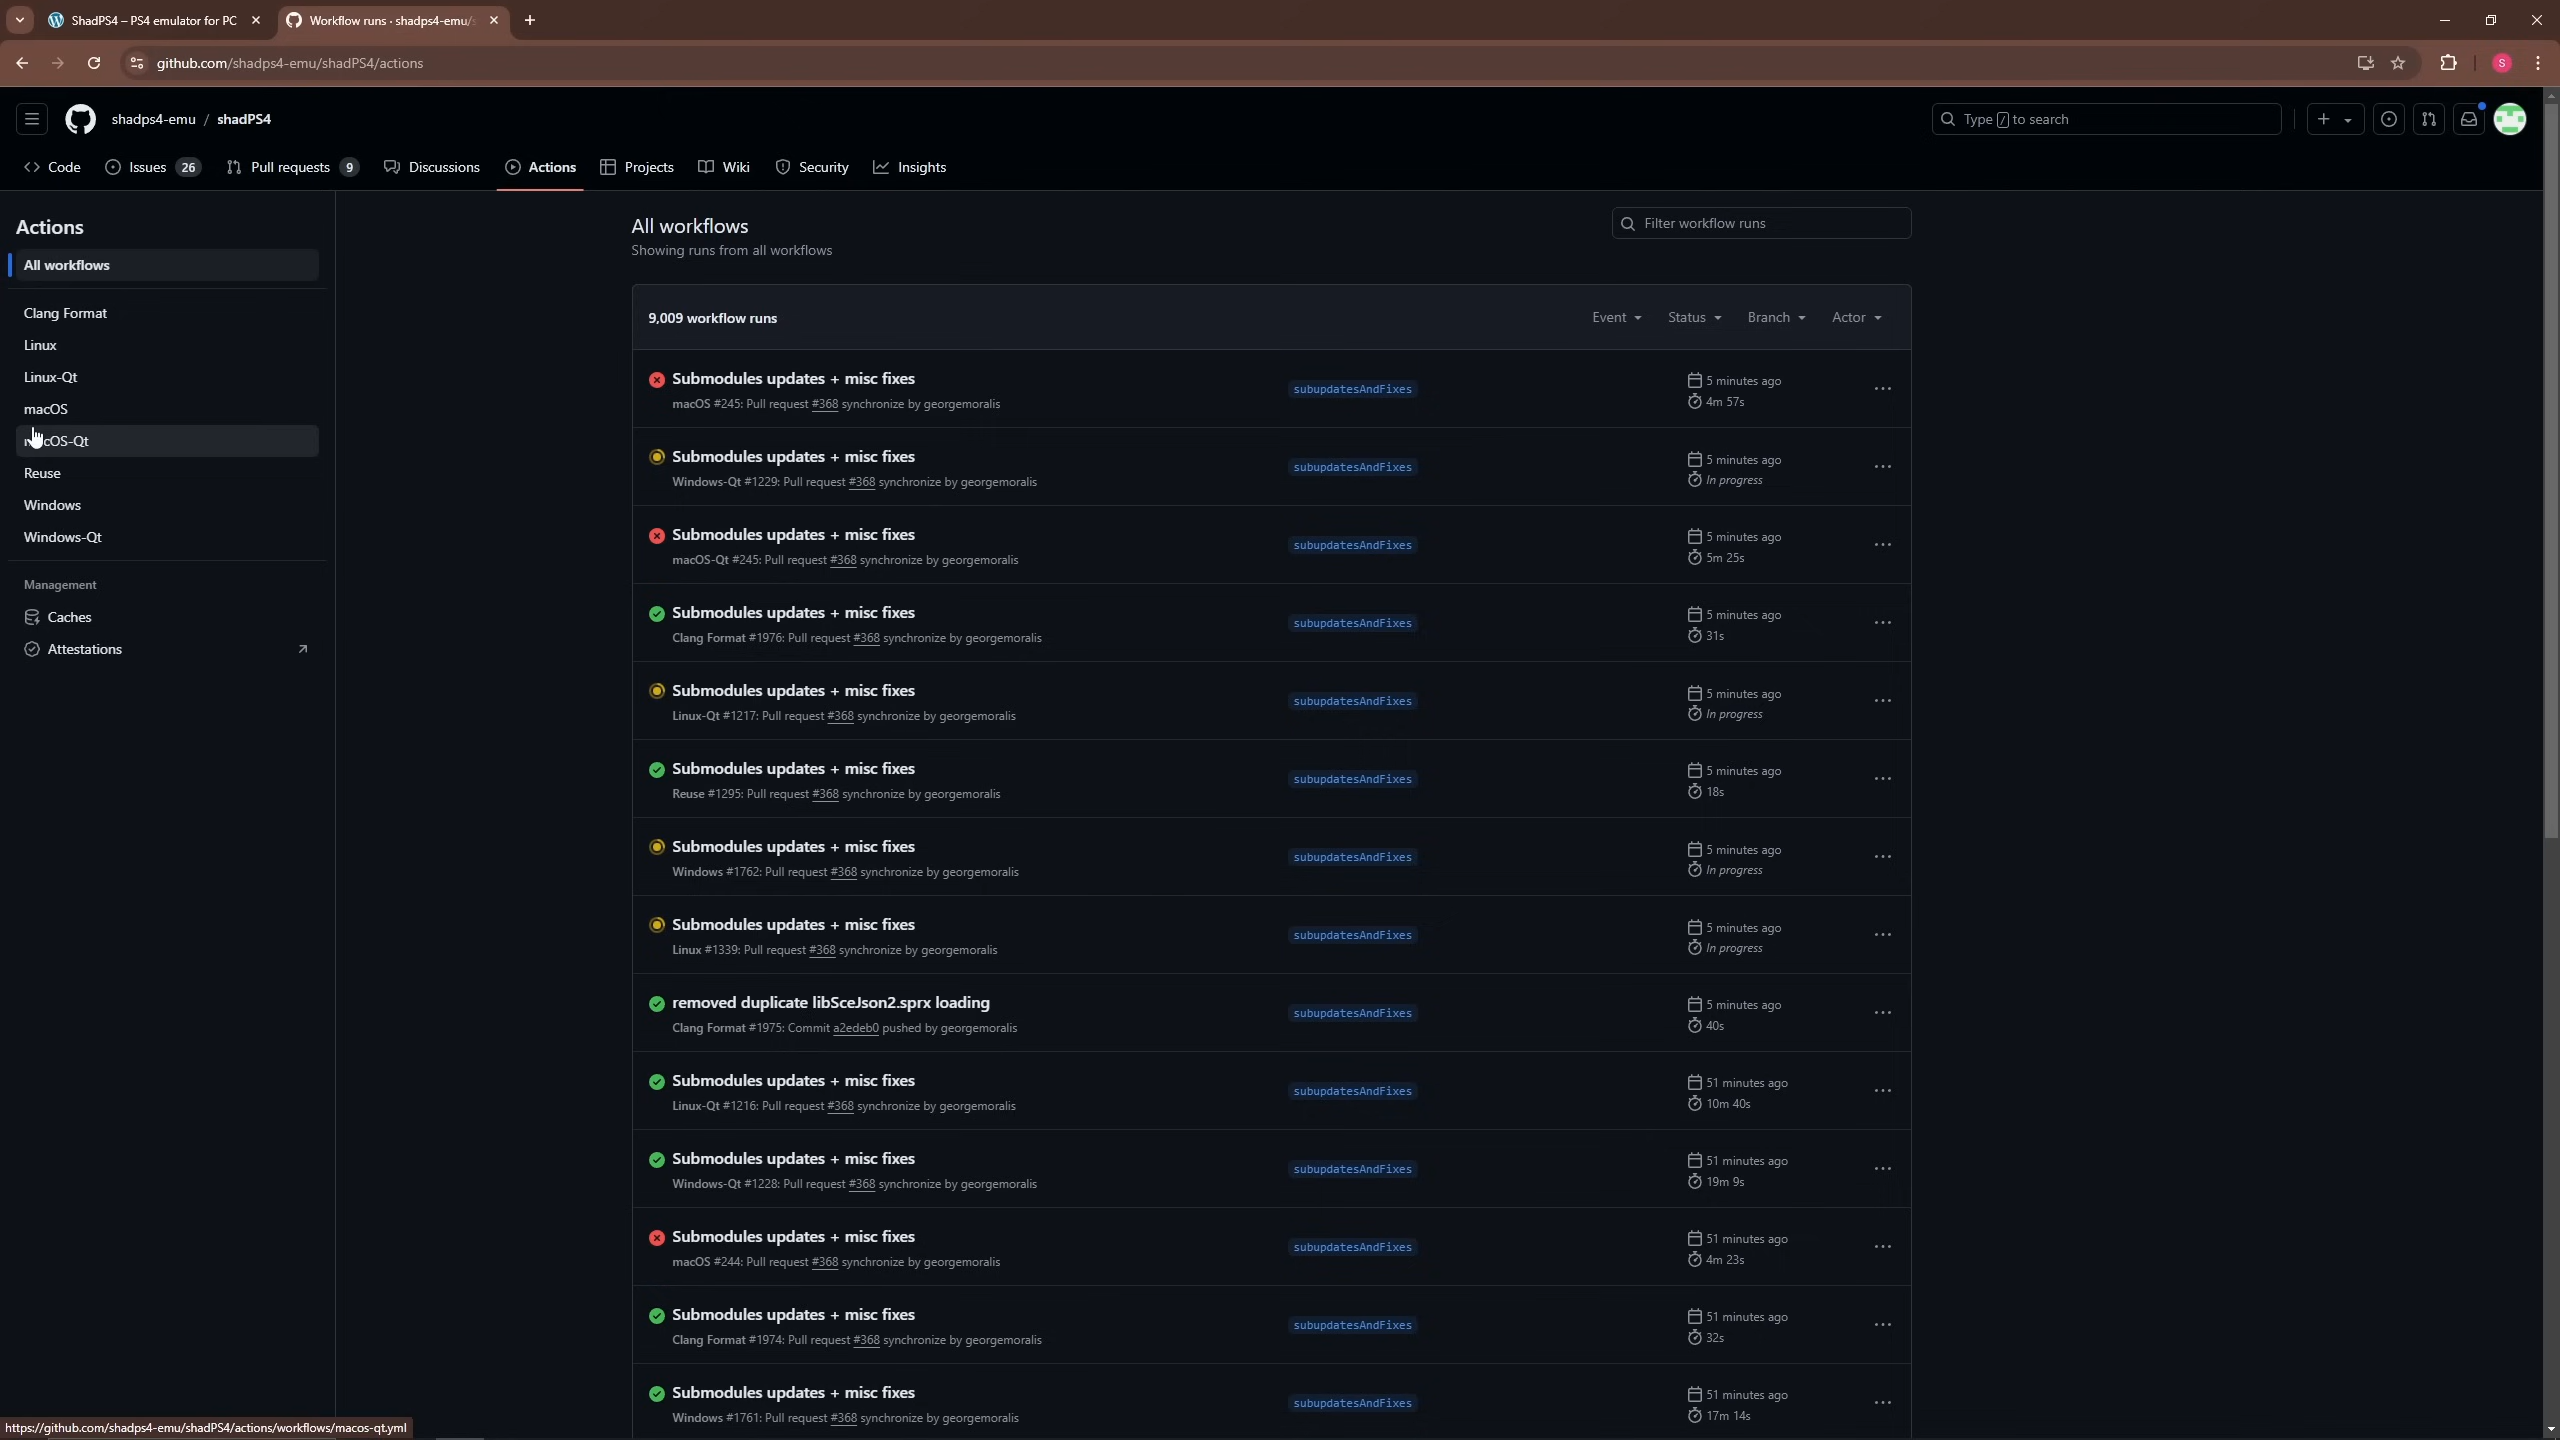 ShadPS4 – PS4 emulator for PC
Workflow runs · shadps4-emu/s
github.com/shadps4-emu/shadPS4/actions
S
shadps4-emu / shadPS4
Type / to search
Code
Issues 26
Pull requests 9
Discussions
Actions
Projects
Wiki
Security
Insights
Actions
All workflows
Clang Format
Linux
Linux-Qt
macOS
macOS-Qt
Reuse
Windows
Windows-Qt
Management
Caches
Attestations
All workflows
Showing runs from all workflows
Filter workflow runs
9,009 workflow runs
Event Status Branch Actor
Submodules updates + misc fixes
macOS #245: Pull request #368 synchronize by georgemoralis
subupdatesAndFixes
5 minutes ago
4m 57s
Submodules updates + misc fixes
Windows-Qt #1229: Pull request #368 synchronize by georgemoralis
subupdatesAndFixes
5 minutes ago
In progress
Submodules updates + misc fixes
macOS-Qt #245: Pull request #368 synchronize by georgemoralis
subupdatesAndFixes
5 minutes ago
5m 25s
Submodules updates + misc fixes
Clang Format #1976: Pull request #368 synchronize by georgemoralis
subupdatesAndFixes
5 minutes ago
31s
Submodules updates + misc fixes
Linux-Qt #1217: Pull request #368 synchronize by georgemoralis
subupdatesAndFixes
5 minutes ago
In progress
Submodules updates + misc fixes
Reuse #1295: Pull request #368 synchronize by georgemoralis
subupdatesAndFixes
5 minutes ago
18s
Submodules updates + misc fixes
Windows #1762: Pull request #368 synchronize by georgemoralis
subupdatesAndFixes
5 minutes ago
In progress
Submodules updates + misc fixes
Linux #1339: Pull request #368 synchronize by georgemoralis
subupdatesAndFixes
5 minutes ago
In progress
removed duplicate libSceJson2.sprx loading
Clang Format #1975: Commit a2edeb0 pushed by georgemoralis
subupdatesAndFixes
5 minutes ago
40s
Submodules updates + misc fixes
Linux-Qt #1216: Pull request #368 synchronize by georgemoralis
subupdatesAndFixes
51 minutes ago
10m 40s
Submodules updates + misc fixes
Windows-Qt #1228: Pull request #368 synchronize by georgemoralis
subupdatesAndFixes
51 minutes ago
19m 9s
Submodules updates + misc fixes
macOS #244: Pull request #368 synchronize by georgemoralis
subupdatesAndFixes
51 minutes ago
4m 23s
Submodules updates + misc fixes
Clang Format #1974: Pull request #368 synchronize by georgemoralis
subupdatesAndFixes
51 minutes ago
32s
Submodules updates + misc fixes
Windows #1761: Pull request #368 synchronize by georgemoralis
subupdatesAndFixes
51 minutes ago
17m 14s
https://github.com/shadps4-emu/shadPS4/actions/workflows/macos-qt.yml